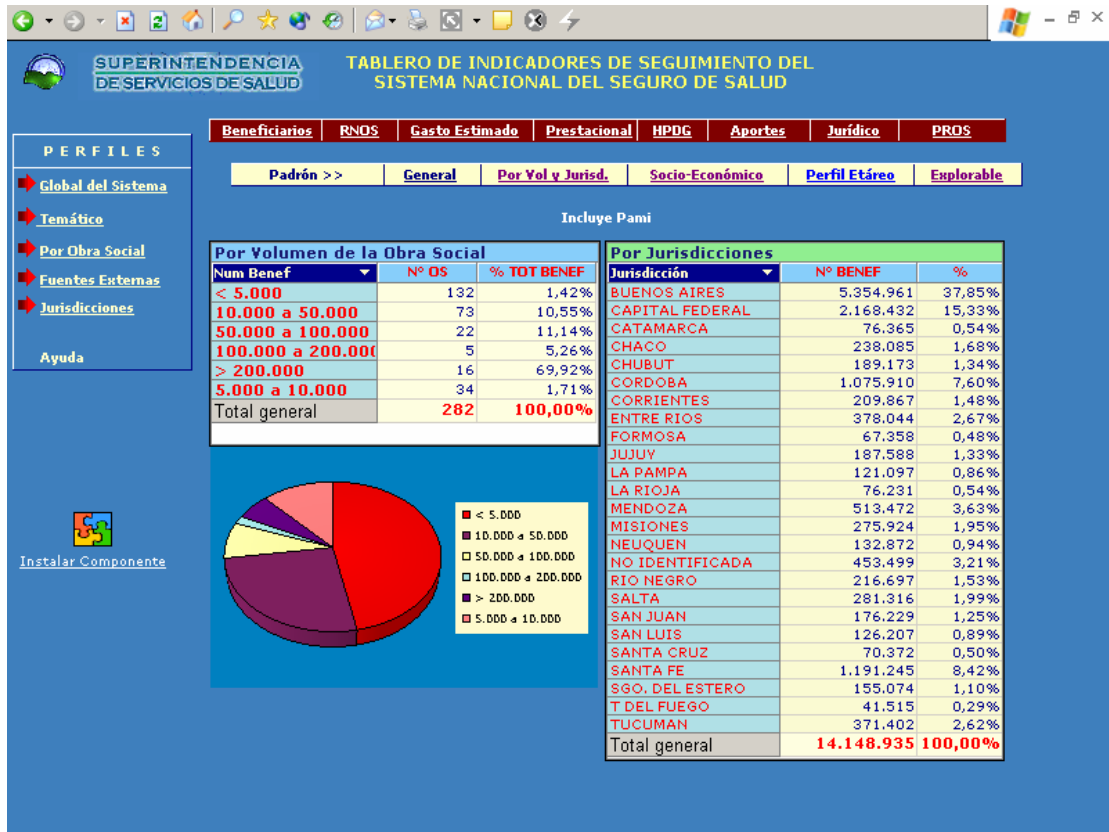 SUPERINTENDENCIA
DE SERVICIOS DE SALUD
TABLERO DE INDICADORES DE SEGUIMIENTO DEL
SISTEMA NACIONAL DEL SEGURO DE SALUD
Beneficiarios RNOS Gasto Estimado Prestacional HPDG Aportes Jurídico PROS
PERFILES
Global del Sistema
Temático
Por Obra Social
Fuentes Externas
Jurisdicciones
Ayuda
Instalar Componente
Padrón >> General Por Vol y Jurisd. Socio-Económico Perfil Etáreo Explorable
Incluye Pami
Por Volumen de la Obra Social
Num Benef Nº OS % TOT BENEF
< 5.000 132 1,42%
10.000 a 50.000 73 10,55%
50.000 a 100.000 22 11,14%
100.000 a 200.000 5 5,26%
> 200.000 16 69,92%
5.000 a 10.000 34 1,71%
Total general 282 100,00%
< 5.000
10.000 a 50.000
50.000 a 100.000
100.000 a 200.000
> 200.000
5.000 a 10.000
Por Jurisdicciones
Jurisdicción Nº BENEF %
BUENOS AIRES 5.354.961 37,85%
CAPITAL FEDERAL 2.168.432 15,33%
CATAMARCA 76.365 0,54%
CHACO 238.085 1,68%
CHUBUT 189.173 1,34%
CORDOBA 1.075.910 7,60%
CORRIENTES 209.867 1,48%
ENTRE RIOS 378.044 2,67%
FORMOSA 67.358 0,48%
JUJUY 187.588 1,33%
LA PAMPA 121.097 0,86%
LA RIOJA 76.231 0,54%
MENDOZA 513.472 3,63%
MISIONES 275.924 1,95%
NEUQUEN 132.872 0,94%
NO IDENTIFICADA 453.499 3,21%
RIO NEGRO 216.697 1,53%
SALTA 281.316 1,99%
SAN JUAN 176.229 1,25%
SAN LUIS 126.207 0,89%
SANTA CRUZ 70.372 0,50%
SANTA FE 1.191.245 8,42%
SGO. DEL ESTERO 155.074 1,10%
T DEL FUEGO 41.515 0,29%
TUCUMAN 371.402 2,62%
Total general 14.148.935 100,00%